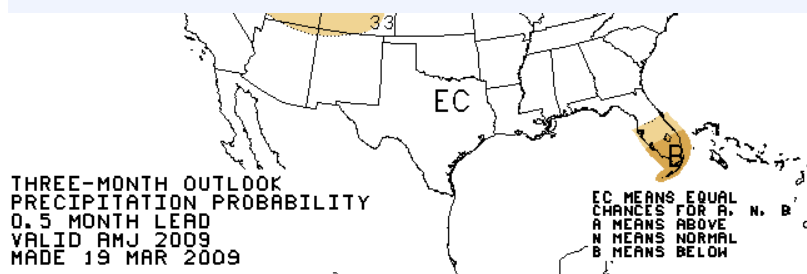 33
EC
B
THREE-MONTH OUTLOOK
PRECIPITATION PROBABILITY
0.5 MONTH LEAD
VALID AMJ 2009
MADE 19 MAR 2009
EC MEANS EQUAL
CHANCES FOR A, N, B
A MEANS ABOVE
N MEANS NORMAL
B MEANS BELOW